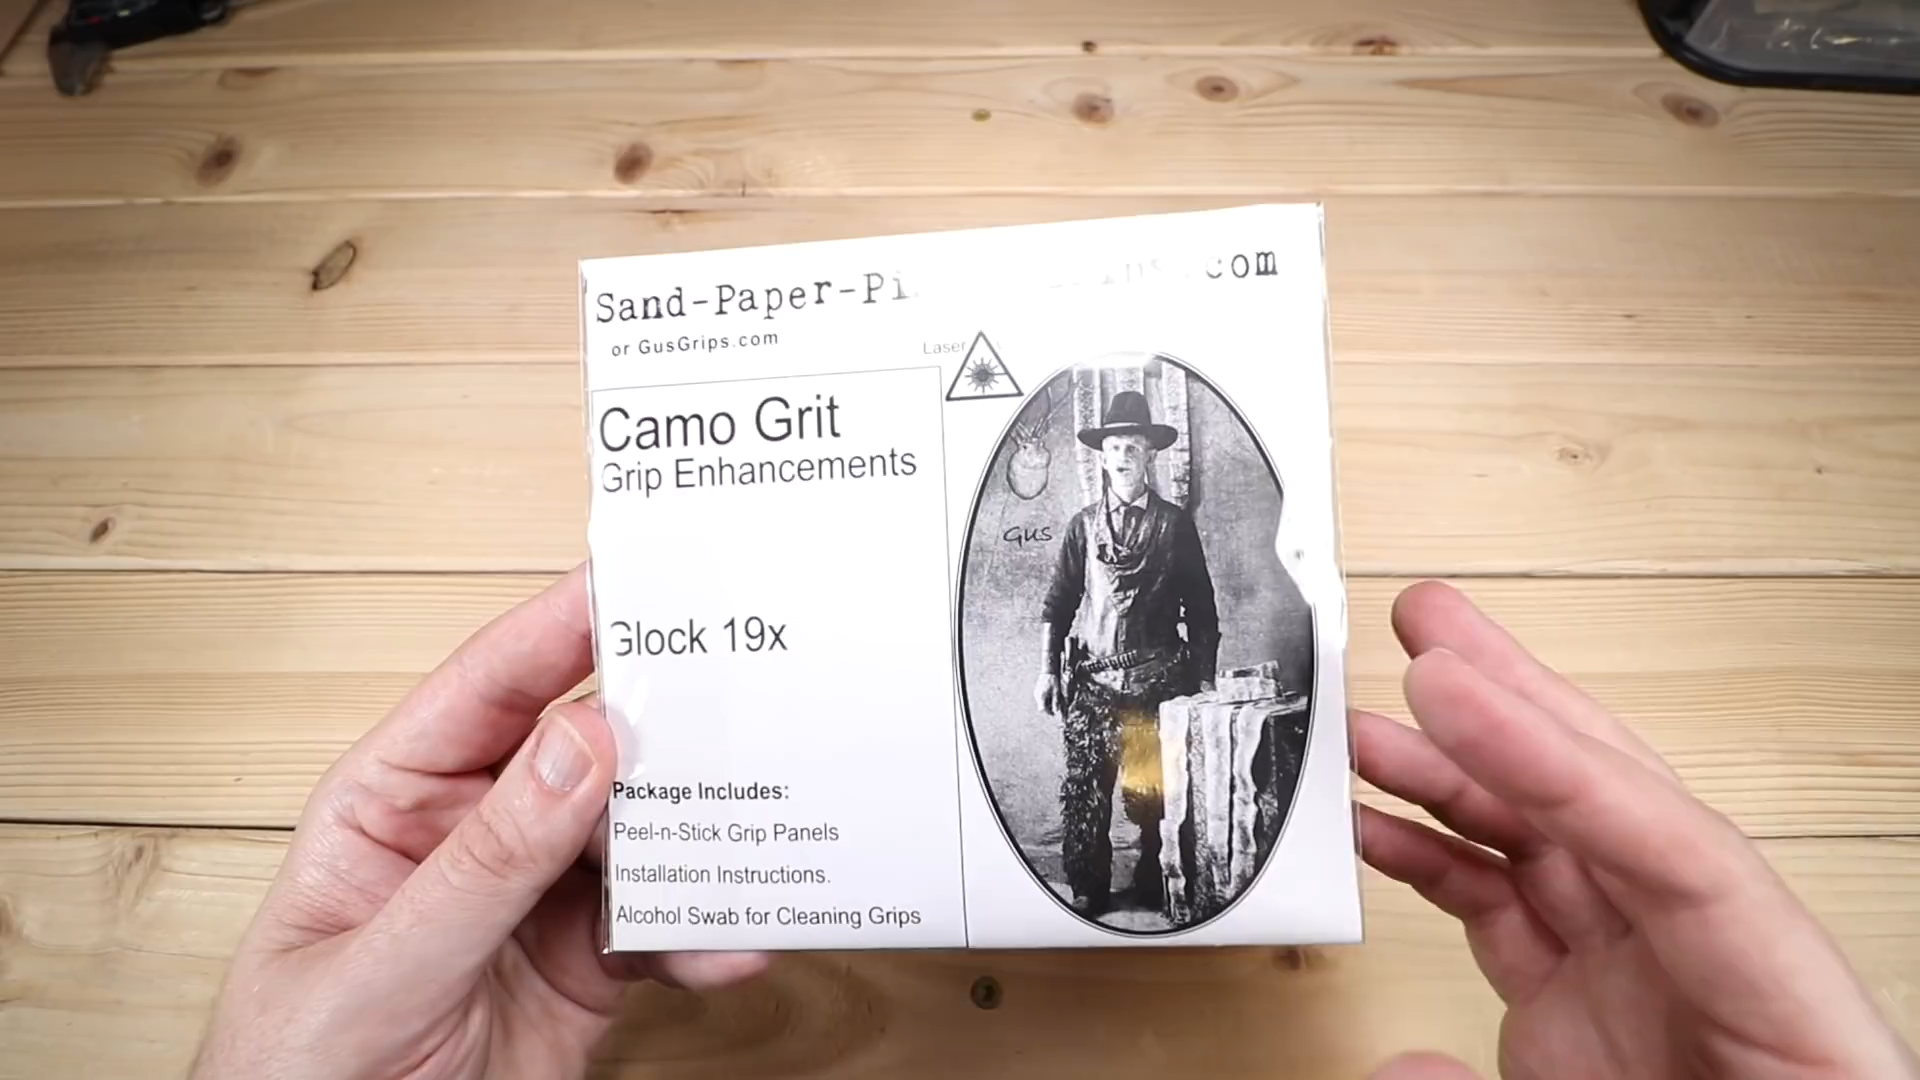 Sand-Paper-Pi .com
or GusGrips.com
Laser
Camo Grit
Grip Enhancements
Gus
Glock 19x
Package Includes:
Peel-n-Stick Grip Panels
Installation Instructions.
Alcohol Swab for Cleaning Grips